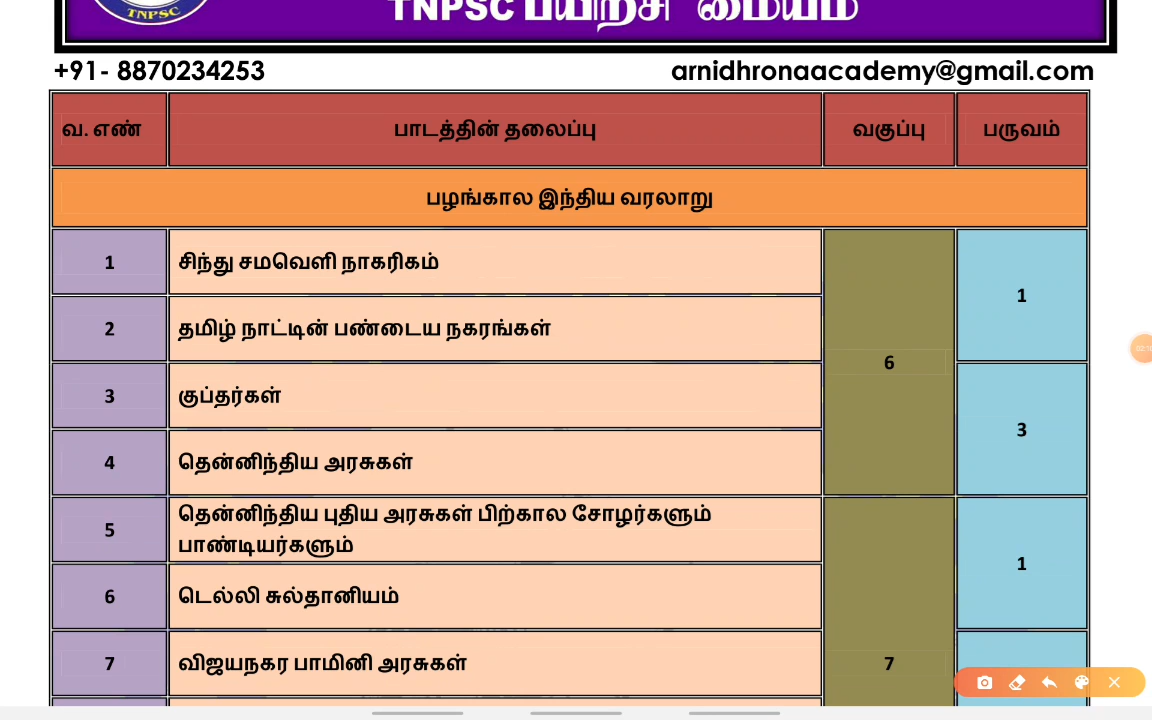 TNPSC
TNPSC பயிற்சி மையம்
+91- 8870234253
arnidhronaacademy@gmail.com
வ. எண்
பாடத்தின் தலைப்பு
வகுப்பு
பருவம்
பழங்கால இந்திய வரலாறு
1
சிந்து சமவெளி நாகரிகம்
6
1
2
தமிழ் நாட்டின் பண்டைய நகரங்கள்
3
குப்தர்கள்
3
4
தென்னிந்திய அரசுகள்
5
தென்னிந்திய புதிய அரசுகள் பிற்கால சோழர்களும்
பாண்டியர்களும்
7
1
6
டெல்லி சுல்தானியம்
7
விஜயநகர பாமினி அரசுகள்